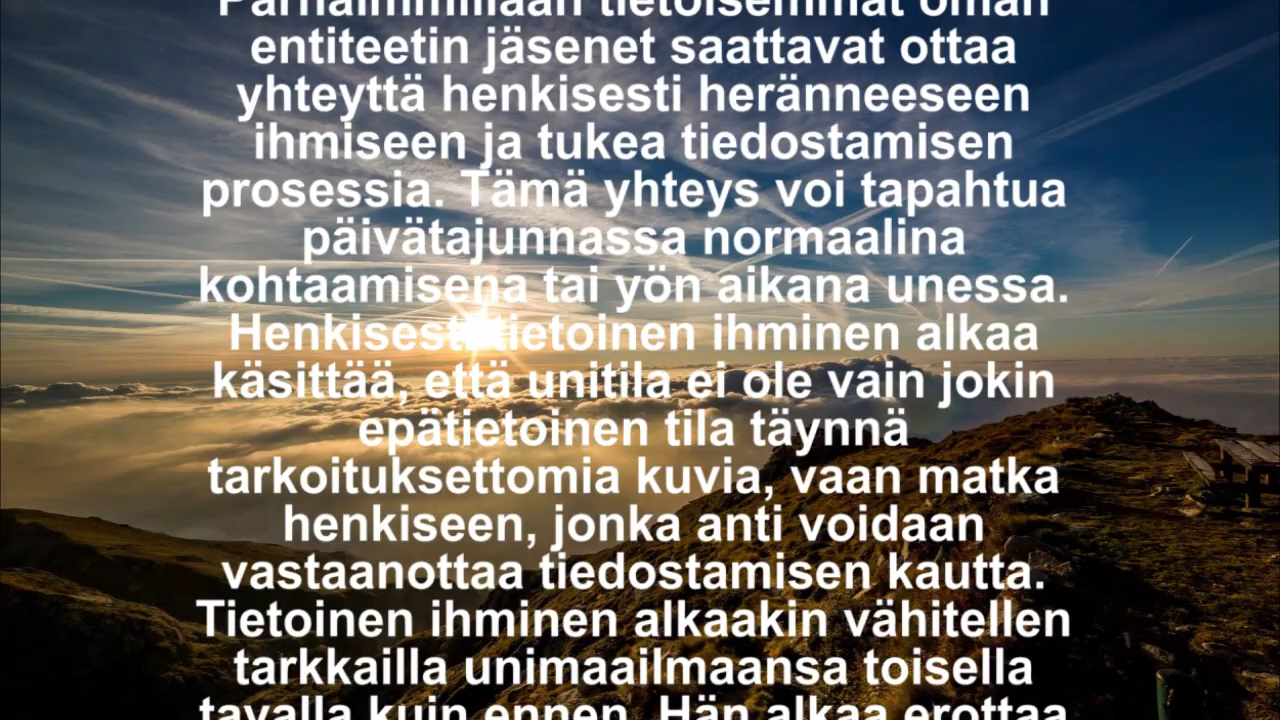 Parhaimmillaan tietoisemmat oman
entiteetin jäsenet saattavat ottaa
yhteyttä henkisesti heränneeseen
ihmiseen ja tukea tiedostamisen
prosessia. Tämä yhteys voi tapahtua
päivätajunnassa normaalina
kohtaamisena tai yön aikana unessa.
Henkisesti tietoinen ihminen alkaa
käsittää, että unitila ei ole vain jokin
epätietoinen tila täynnä
tarkoituksettomia kuvia, vaan matka
henkiseen, jonka anti voidaan
vastaanottaa tiedostamisen kautta.
Tietoinen ihminen alkaakin vähitellen
tarkkailla unimaailmaansa toisella
tavalla kuin ennen. Hän alkaa erottaa